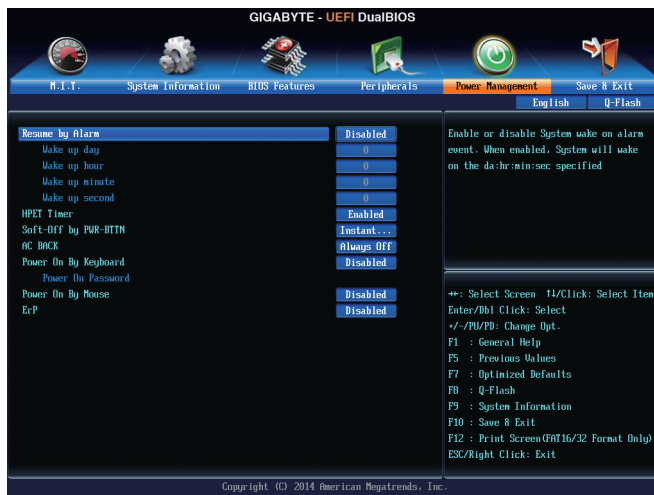 GIGABYTE - UEFI DualBIOS
M.I.T.
System Information
BIOS Features
Peripherals
Power Management
Save & Exit
English
Q-Flash
Resume by Alarm Disabled
Wake up day 0
Wake up hour 0
Wake up minute 0
Wake up second 0
HPET Timer Enabled
Soft-Off by PWR-BTTN Instant...
AC BACK Always Off
Power On By Keyboard Disabled
Power On Password
Power On By Mouse Disabled
ErP Disabled
Enable or disable System wake on alarm
event. When enabled, System will wake
on the da:hr:min:sec specified
→←: Select Screen ↑↓/Click: Select Item
Enter/Dbl Click: Select
+/-/PU/PD: Change Opt.
F1 : General Help
F5 : Previous Values
F7 : Optimized Defaults
F8 : Q-Flash
F9 : System Information
F10 : Save & Exit
F12 : Print Screen(FAT16/32 Format Only)
ESC/Right Click: Exit
Copyright (C) 2014 American Megatrends, Inc.